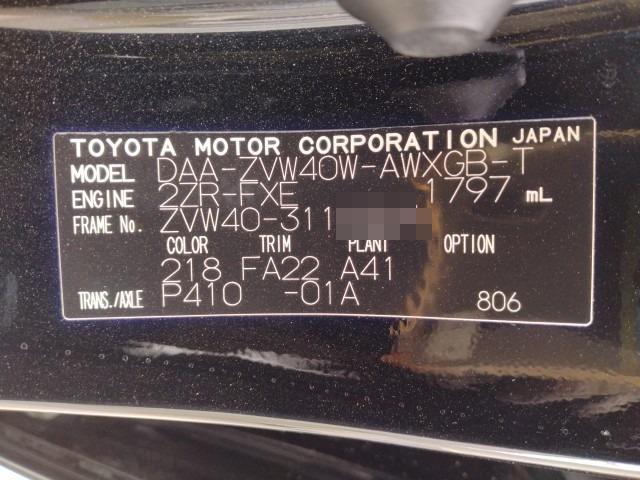 TOYOTA MOTOR CORPORATION JAPAN
MODEL DAA-ZVW40W-AWXGB-T
ENGINE 2ZR-FXE 1797 mL
FRAME No. ZVW40-311
COLOR TRIM PLANT OPTION
218 FA22 A41
TRANS./AXLE P410 -01A 806